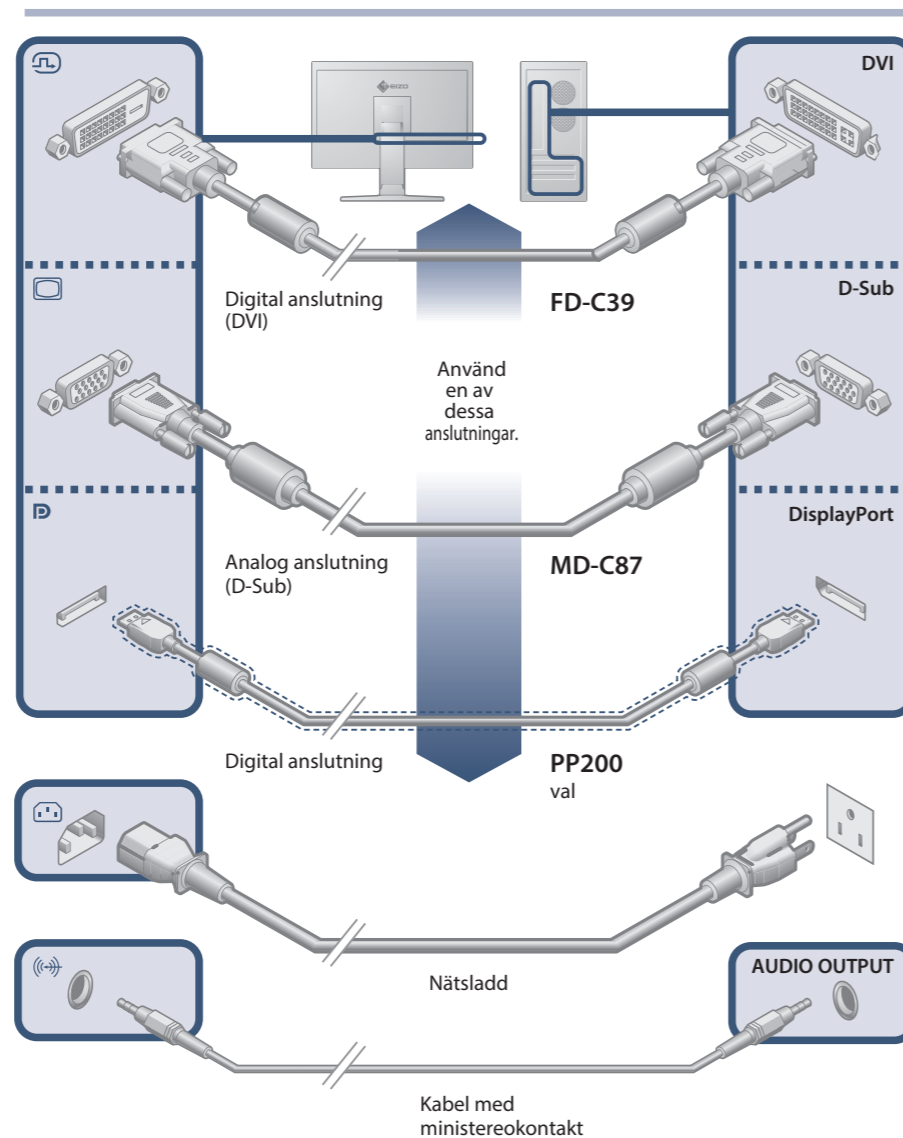 EIZO
DVI
Digital anslutning
(DVI)
FD-C39
D-Sub
Använd
en av
dessa
anslutningar.
Analog anslutning
(D-Sub)
MD-C87
DisplayPort
Digital anslutning
PP200
val
Nätsladd
AUDIO OUTPUT
Kabel med
ministereokontakt